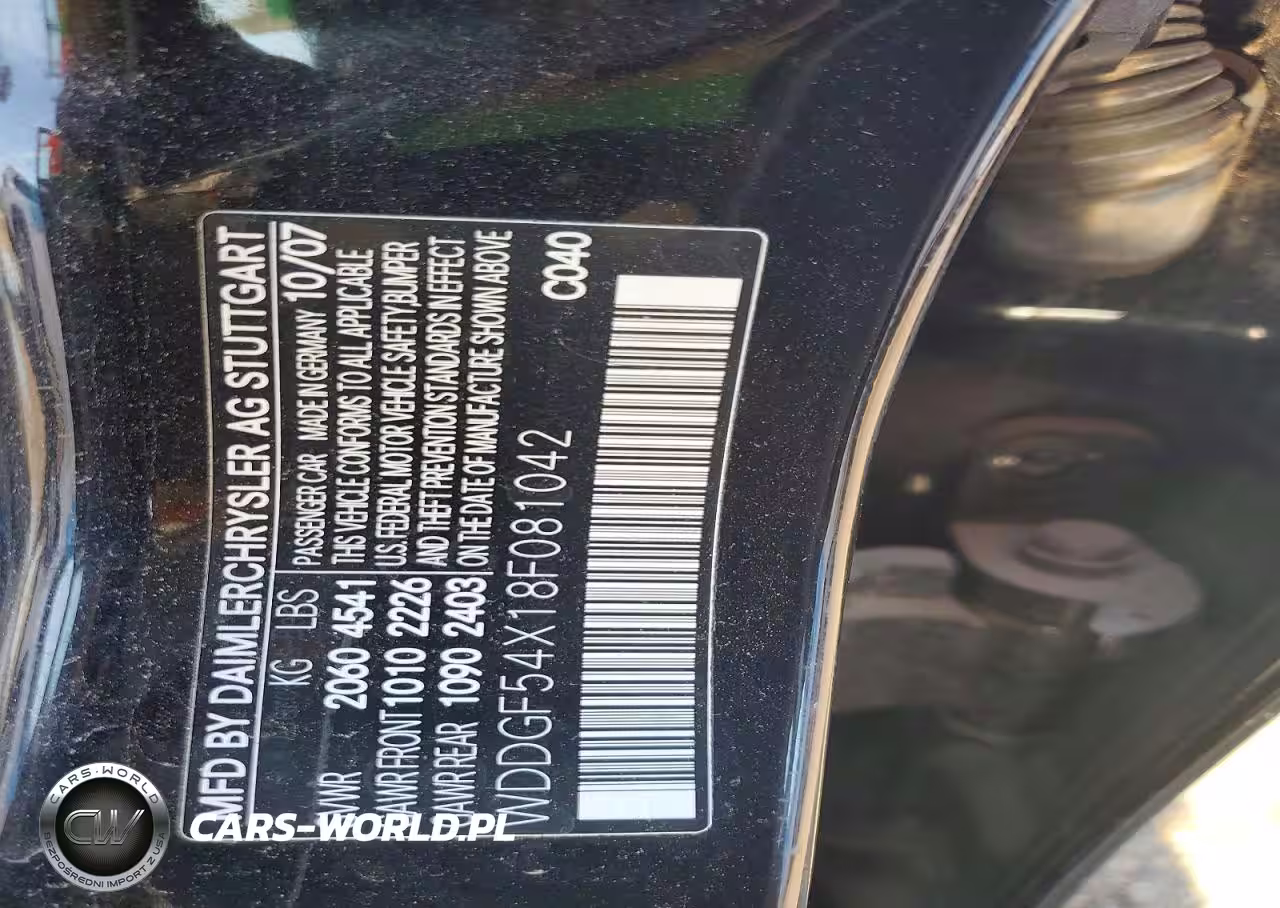 MFD BY DAIMLERCHRYSLER AG STUTTGART
KG LBS
GVWR 2060 4541
GAWR FRONT 1010 2226
GAWR REAR 1090 2403
PASSENGER CAR MADE IN GERMANY 10/07
THIS VEHICLE CONFORMS TO ALL APPLICABLE
U.S. FEDERAL MOTOR VEHICLE SAFETY, BUMPER
AND THEFT PREVENTION STANDARDS IN EFFECT
ON THE DATE OF MANUFACTURE SHOWN ABOVE
WDDGF54X18F081042
C040
CARS-WORLD
CW
BEZPOŚREDNI IMPORT Z USA
CARS-WORLD.PL